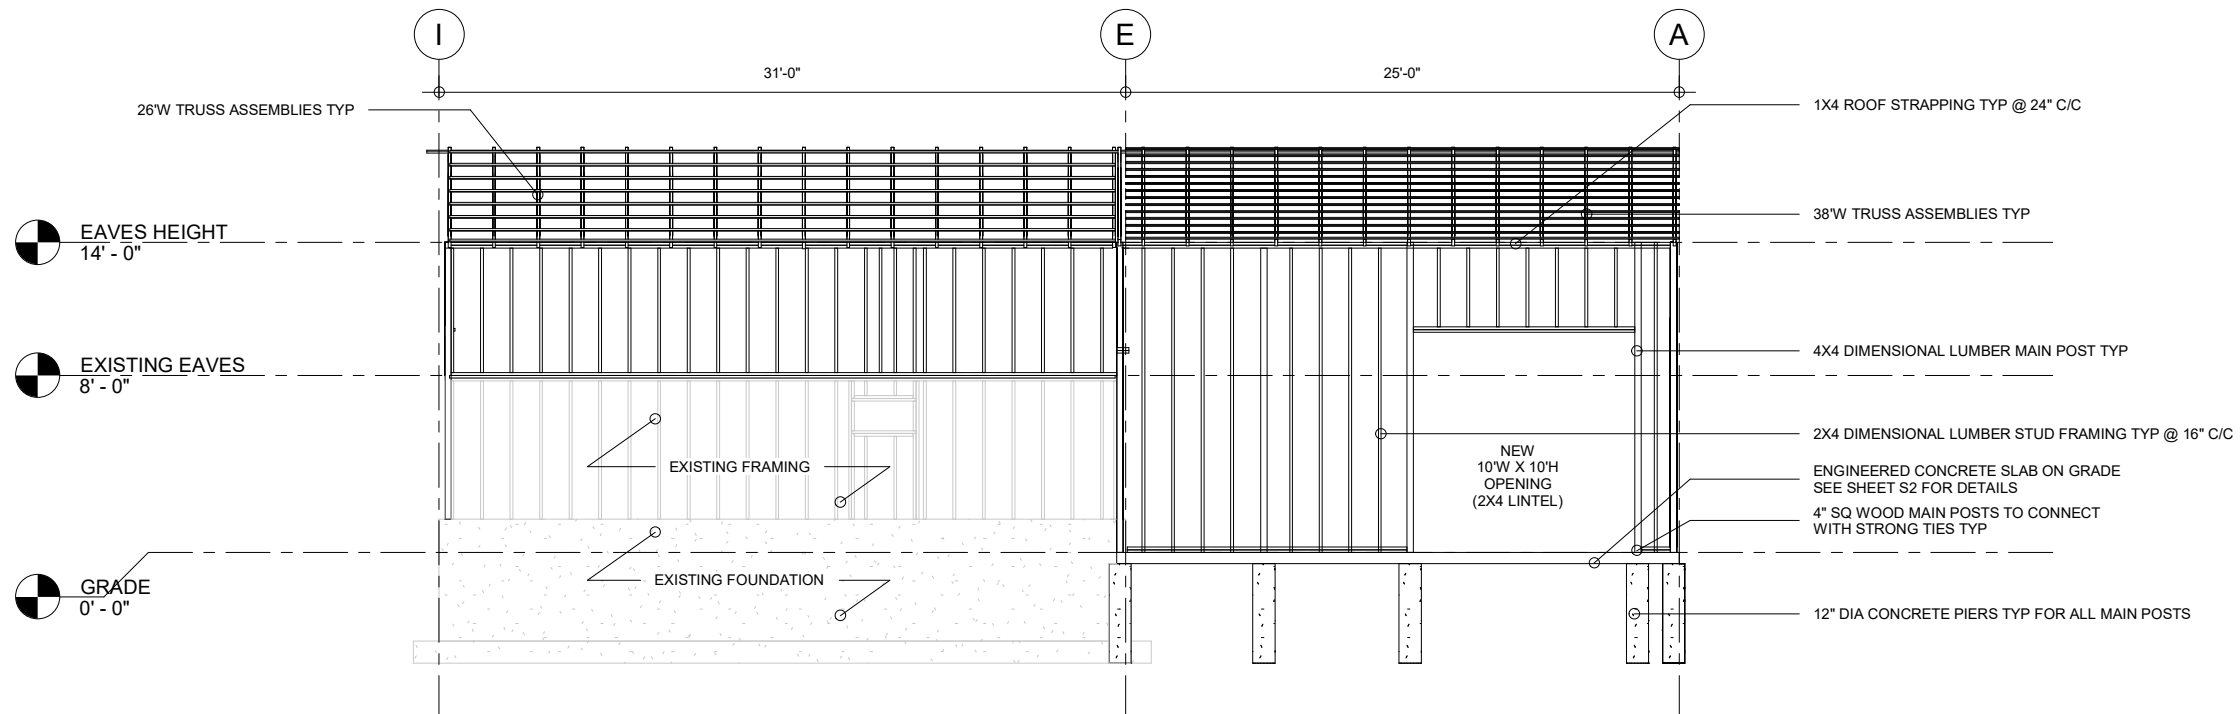 I
E
A
31'-0"
25'-0"
26'W TRUSS ASSEMBLIES TYP
1X4 ROOF STRAPPING TYP @ 24" C/C
38'W TRUSS ASSEMBLIES TYP
EAVES HEIGHT
14' - 0"
4X4 DIMENSIONAL LUMBER MAIN POST TYP
EXISTING EAVES
8' - 0"
2X4 DIMENSIONAL LUMBER STUD FRAMING TYP @ 16" C/C
NEW
10'W X 10'H
OPENING
(2X4 LINTEL)
EXISTING FRAMING
ENGINEERED CONCRETE SLAB ON GRADE
SEE SHEET S2 FOR DETAILS
4" SQ WOOD MAIN POSTS TO CONNECT
WITH STRONG TIES TYP
EXISTING FOUNDATION
GRADE
0' - 0"
12" DIA CONCRETE PIERS TYP FOR ALL MAIN POSTS